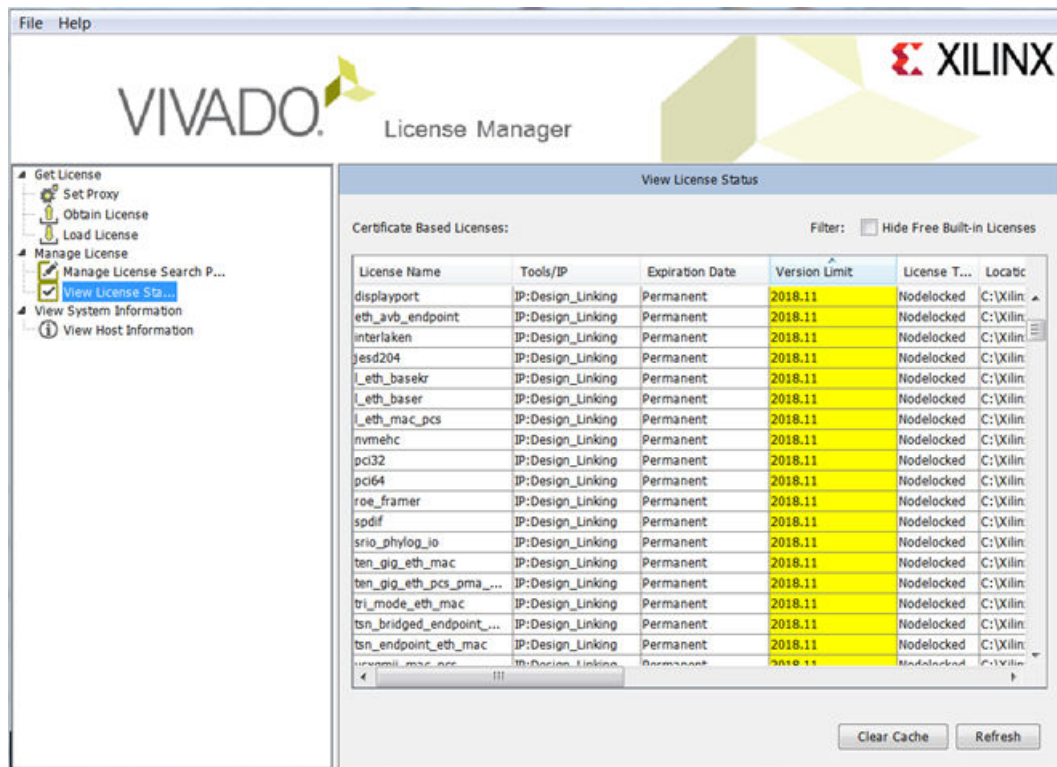 File Help
VIVADO. License Manager
XILINX
Get License
Set Proxy
Obtain License
Load License
Manage License
Manage License Search P...
View License Sta...
View System Information
View Host Information
View License Status
Certificate Based Licenses: Filter: Hide Free Built-in Licenses
License Name Tools/IP Expiration Date Version Limit License T... Locatic
displayport IP:Design_Linking Permanent 2018.11 Nodelocked C:\Xilin
eth_avb_endpoint IP:Design_Linking Permanent 2018.11 Nodelocked C:\Xilin
interlaken IP:Design_Linking Permanent 2018.11 Nodelocked C:\Xilin
jesd204 IP:Design_Linking Permanent 2018.11 Nodelocked C:\Xilin
l_eth_basekr IP:Design_Linking Permanent 2018.11 Nodelocked C:\Xilin
l_eth_baser IP:Design_Linking Permanent 2018.11 Nodelocked C:\Xilin
l_eth_mac_pcs IP:Design_Linking Permanent 2018.11 Nodelocked C:\Xilin
nvmehc IP:Design_Linking Permanent 2018.11 Nodelocked C:\Xilin
pci32 IP:Design_Linking Permanent 2018.11 Nodelocked C:\Xilin
pci64 IP:Design_Linking Permanent 2018.11 Nodelocked C:\Xilin
roe_framer IP:Design_Linking Permanent 2018.11 Nodelocked C:\Xilin
spdif IP:Design_Linking Permanent 2018.11 Nodelocked C:\Xilin
srio_phylog_io IP:Design_Linking Permanent 2018.11 Nodelocked C:\Xilin
ten_gig_eth_mac IP:Design_Linking Permanent 2018.11 Nodelocked C:\Xilin
ten_gig_eth_pcs_pma_... IP:Design_Linking Permanent 2018.11 Nodelocked C:\Xilin
tri_mode_eth_mac IP:Design_Linking Permanent 2018.11 Nodelocked C:\Xilin
tsn_bridged_endpoint_... IP:Design_Linking Permanent 2018.11 Nodelocked C:\Xilin
tsn_endpoint_eth_mac IP:Design_Linking Permanent 2018.11 Nodelocked C:\Xilin
IP:Design_Linking Permanent 2018.11 Nodelocked C:\Xilin
Clear Cache Refresh